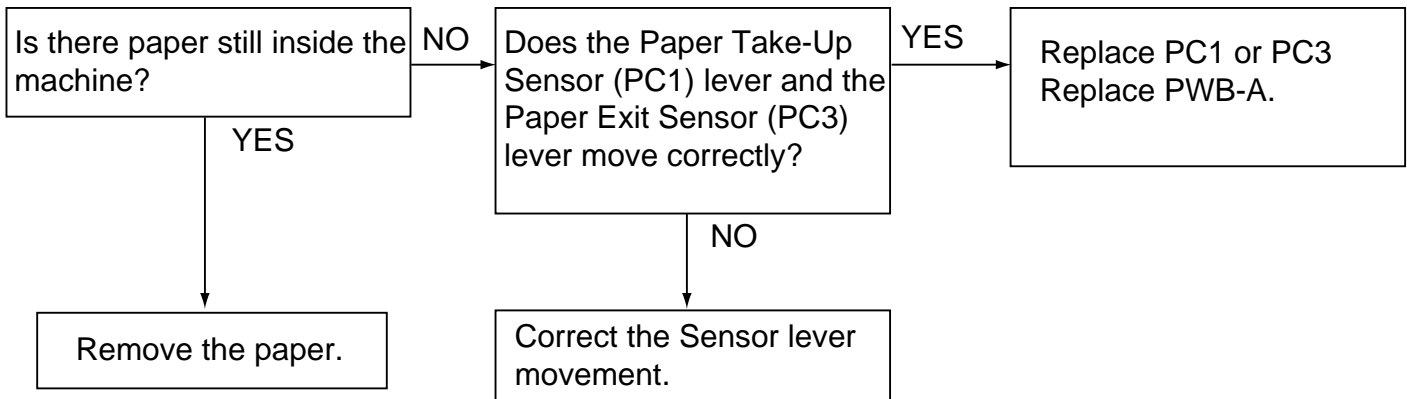 Is there paper still inside the
machine?
NO
Does the Paper Take-Up
Sensor (PC1) lever and the
Paper Exit Sensor (PC3)
lever move correctly?
YES
Replace PC1 or PC3
Replace PWB-A.
YES
NO
Remove the paper.
Correct the Sensor lever
movement.